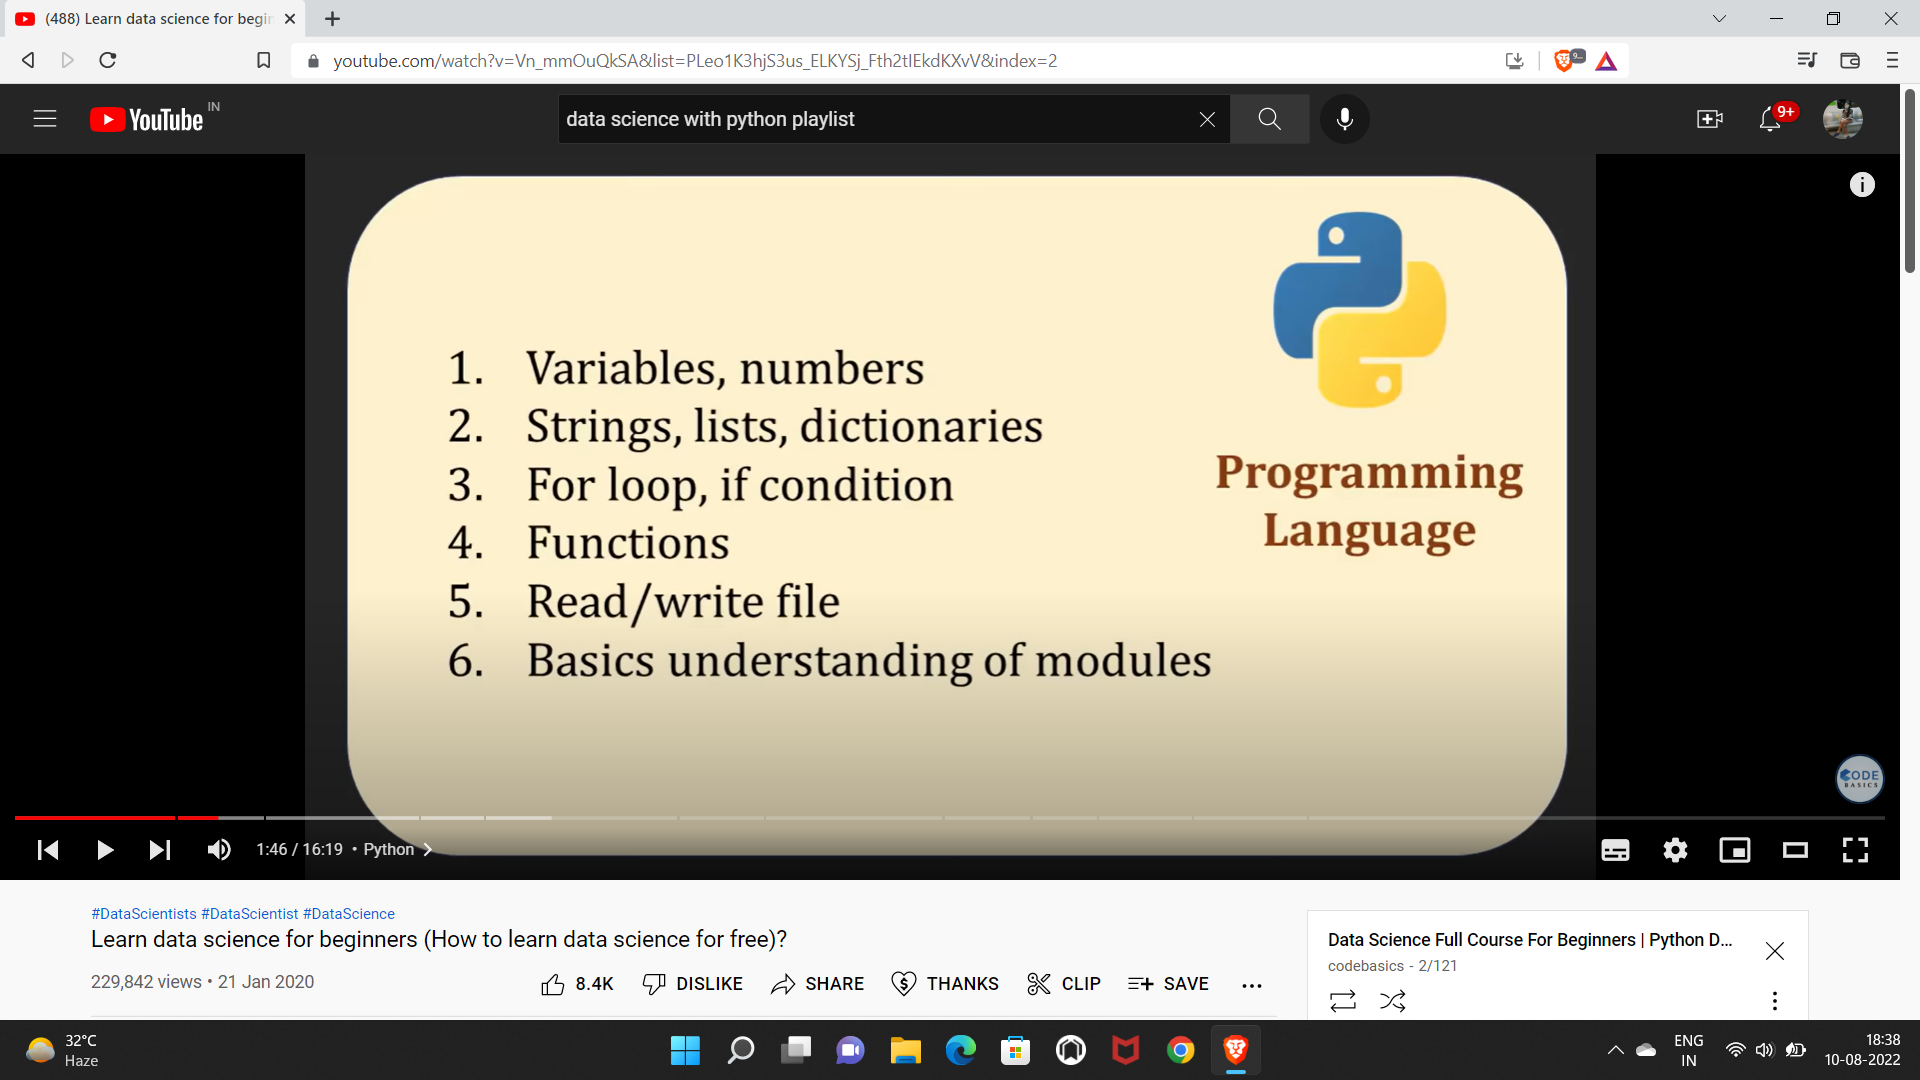 (488) Learn data science for begin
youtube.com/watch?v=Vn_mmOuQkSA&list=PLeo1K3hjS3us_ELKYSj_Fth2tIEkdKXvV&index=2
YouTube IN
data science with python playlist
9+
1. Variables, numbers
2. Strings, lists, dictionaries
3. For loop, if condition
4. Functions
5. Read/write file
6. Basics understanding of modules
Programming
Language
CODE
BASICS
1:46 / 16:19 • Python
#DataScientists #DataScientist #DataScience
Learn data science for beginners (How to learn data science for free)?
229,842 views • 21 Jan 2020
8.4K DISLIKE SHARE THANKS CLIP SAVE
Data Science Full Course For Beginners | Python D...
codebasics - 2/121
32°C
Haze
ENG
IN
18:38
10-08-2022